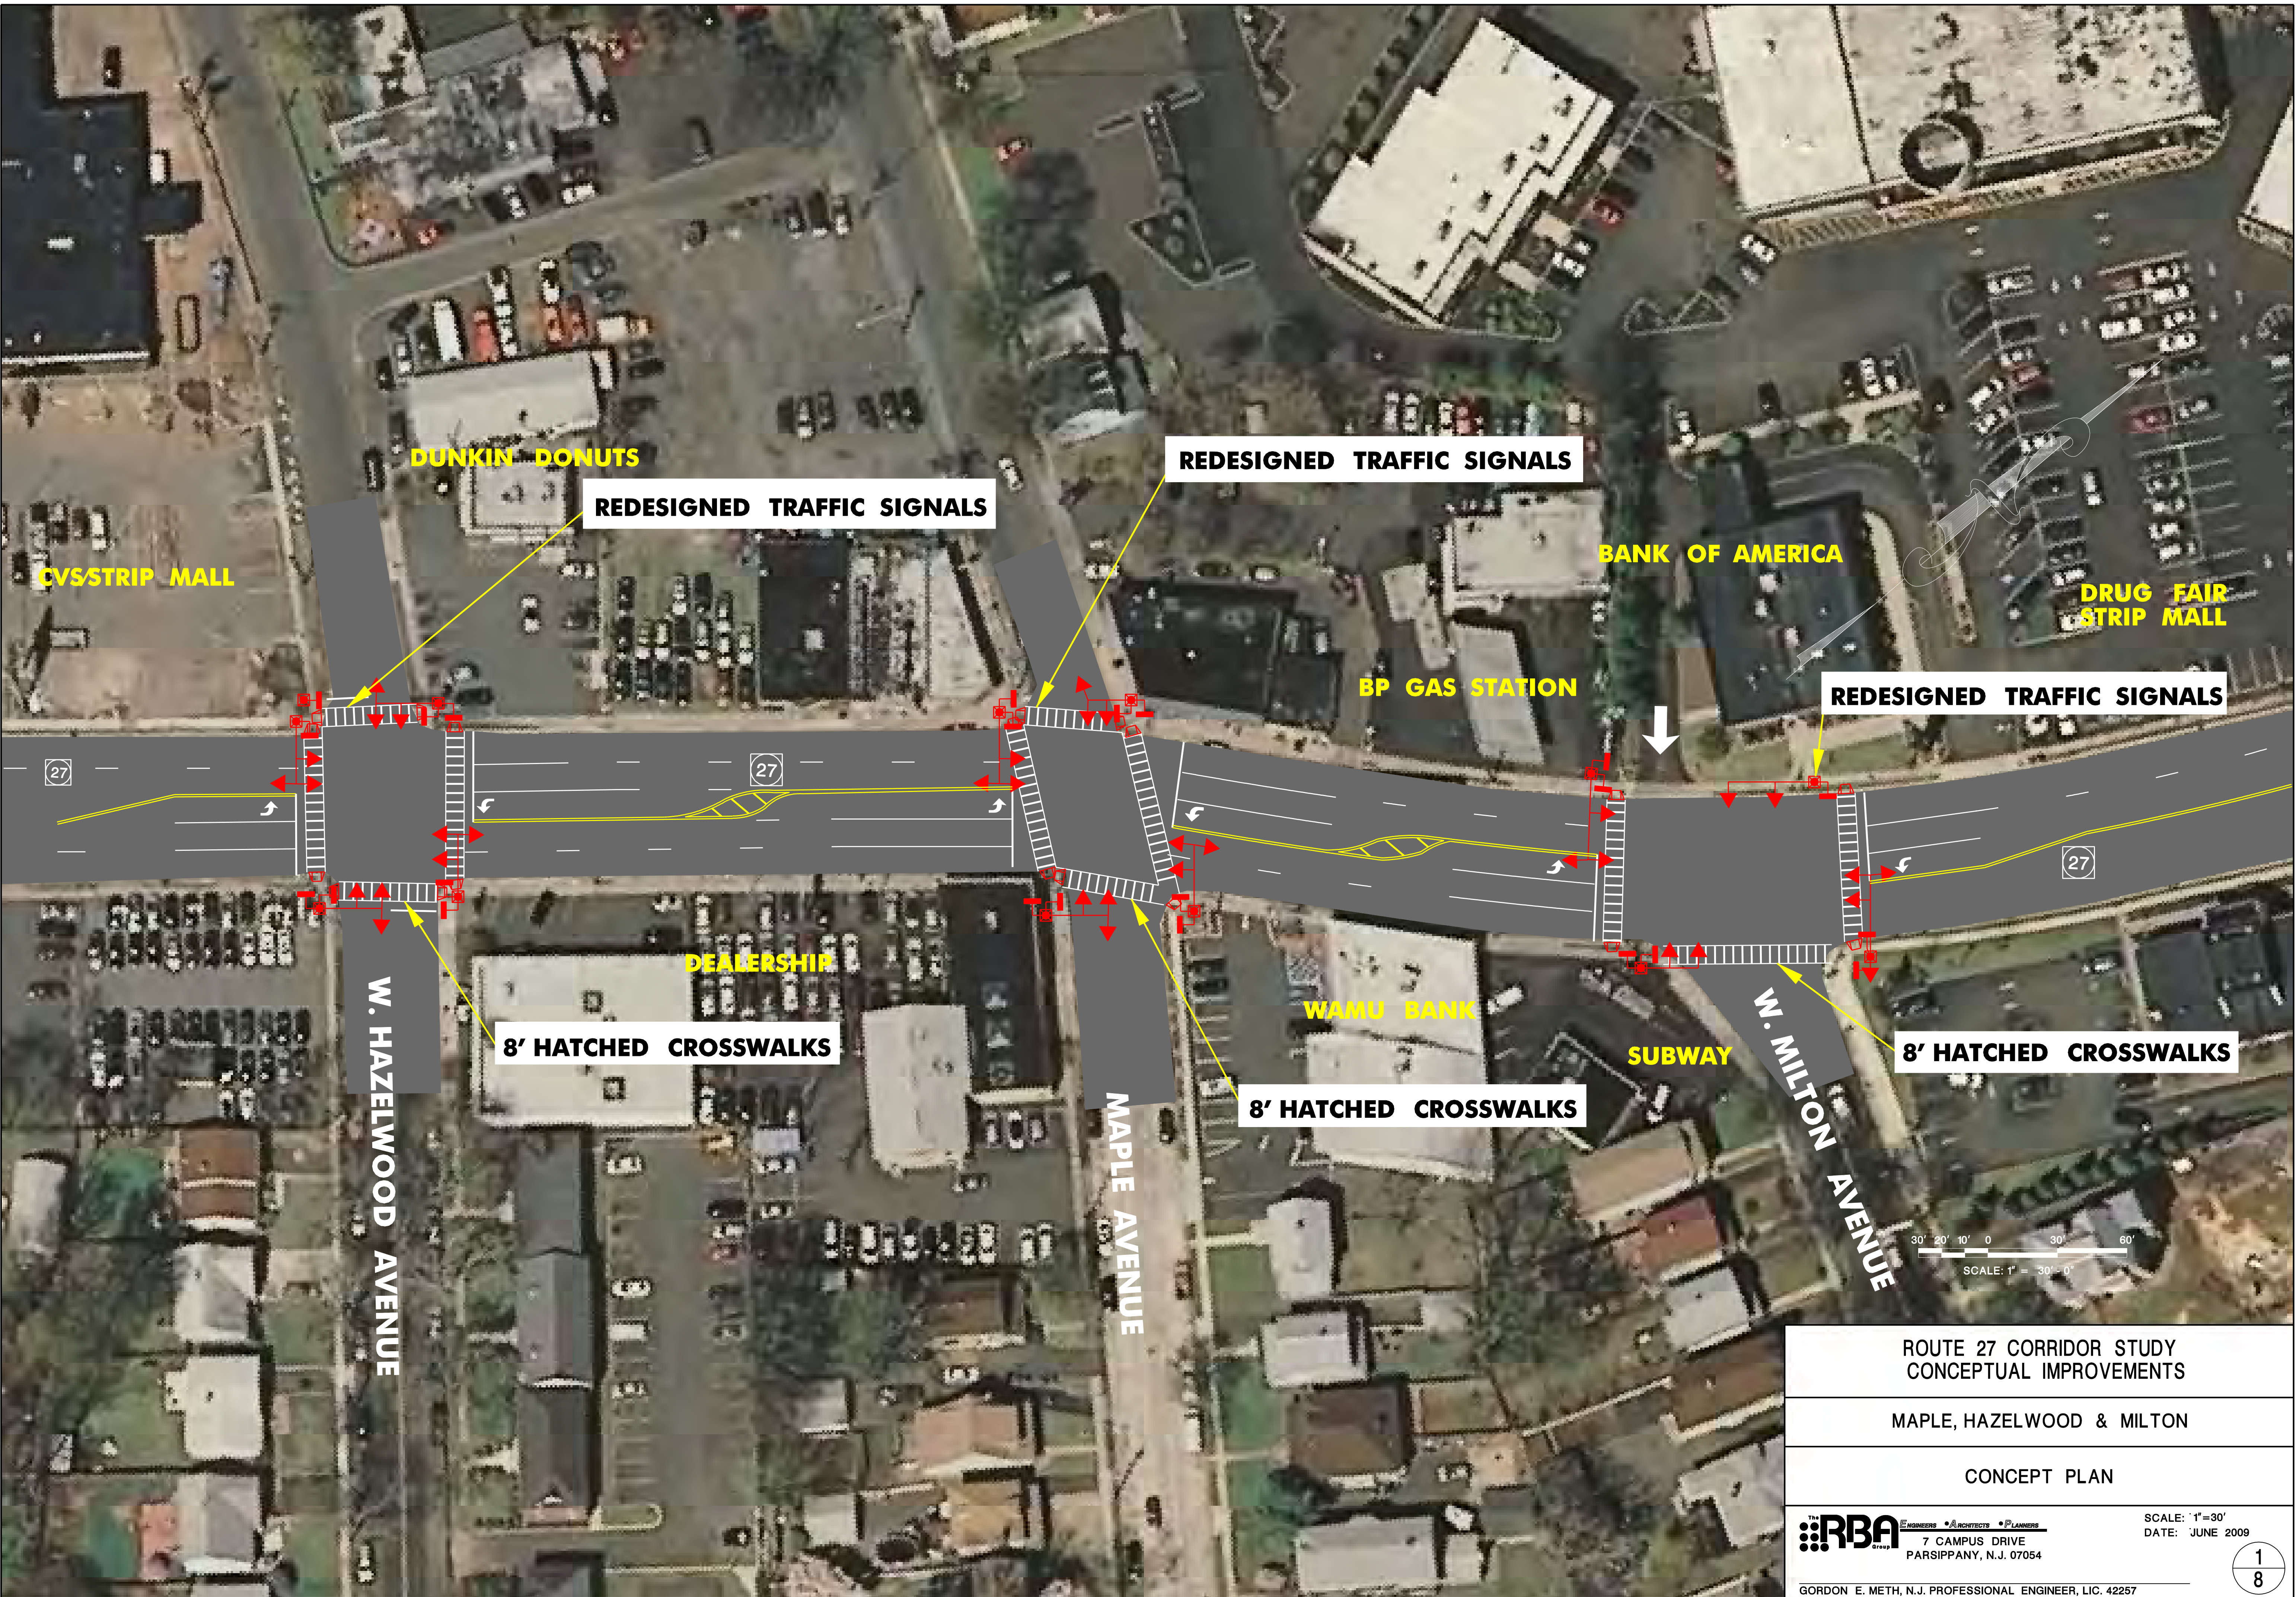 DUNKIN DONUTS
REDESIGNED TRAFFIC SIGNALS
REDESIGNED TRAFFIC SIGNALS
CVS/STRIP MALL
BANK OF AMERICA
DRUG FAIR
STRIP MALL
BP GAS STATION
REDESIGNED TRAFFIC SIGNALS
27
27
27
DEALERSHIP
WAMU BANK
SUBWAY
8' HATCHED CROSSWALKS
8' HATCHED CROSSWALKS
8' HATCHED CROSSWALKS
W. HAZELWOOD AVENUE
MAPLE AVENUE
W. MILTON AVENUE
30' 20' 10' 0 30' 60'
SCALE: 1" = 30'-0"
ROUTE 27 CORRIDOR STUDY
CONCEPTUAL IMPROVEMENTS
MAPLE, HAZELWOOD & MILTON
CONCEPT PLAN
The RBA Group
ENGINEERS • ARCHITECTS • PLANNERS
7 CAMPUS DRIVE
PARSIPPANY, N.J. 07054
SCALE: 1"=30'
DATE: JUNE 2009
1
8
GORDON E. METH, N.J. PROFESSIONAL ENGINEER, LIC. 42257